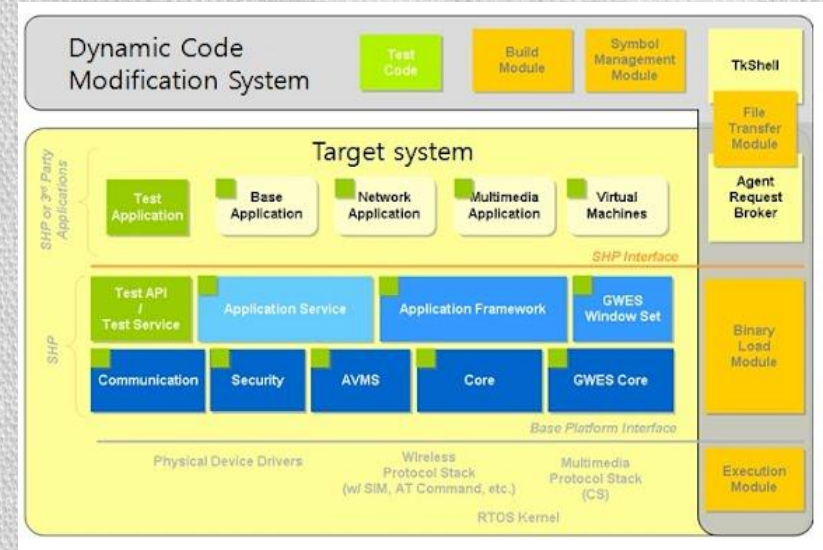 Dynamic Code
Modification System
Test
Code
Build
Module
Symbol
Management
Module
TkShell
File
Transfer
Module
Agent
Request
Broker
Target system
SHP or 3rd Party
Applications
Test
Application
Base
Application
Network
Application
Multimedia
Application
Virtual
Machines
SHP Interface
SHP
Test API
/
Test Service
Application Service
Application Framework
GWES
Window Set
Binary
Load
Module
Communication
Security
AVMS
Core
GWES Core
Base Platform Interface
Physical Device Drivers
Wireless
Protocol Stack
(w/ SIM, AT Command, etc.)
Multimedia
Protocol Stack
(CS)
RTOS Kernel
Execution
Module